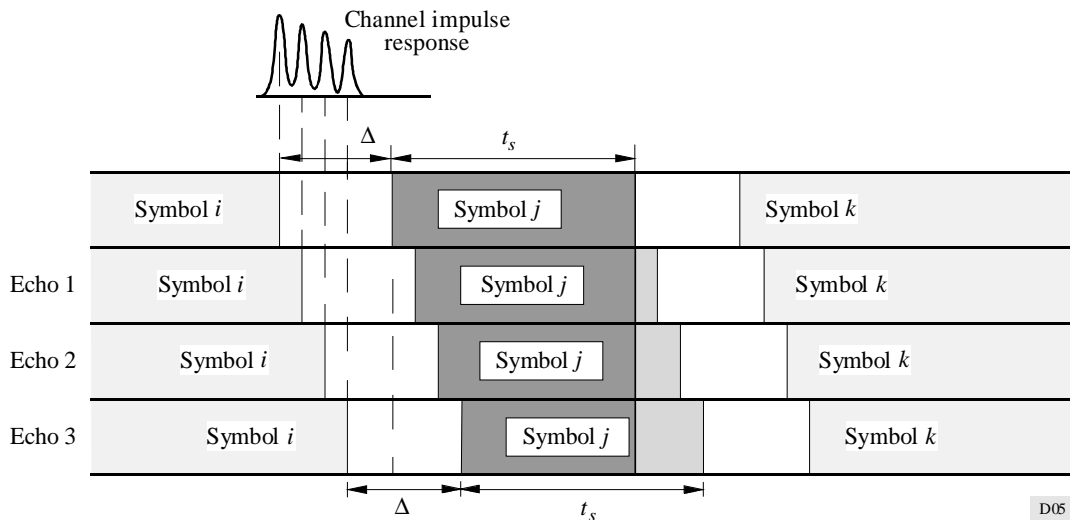 Channel impulse
response
Δ
t_s
Symbol i
Symbol j
Symbol k
Echo 1
Symbol i
Symbol j
Symbol k
Echo 2
Symbol i
Symbol j
Symbol k
Echo 3
Symbol i
Symbol j
Symbol k
Δ
t_s
D05